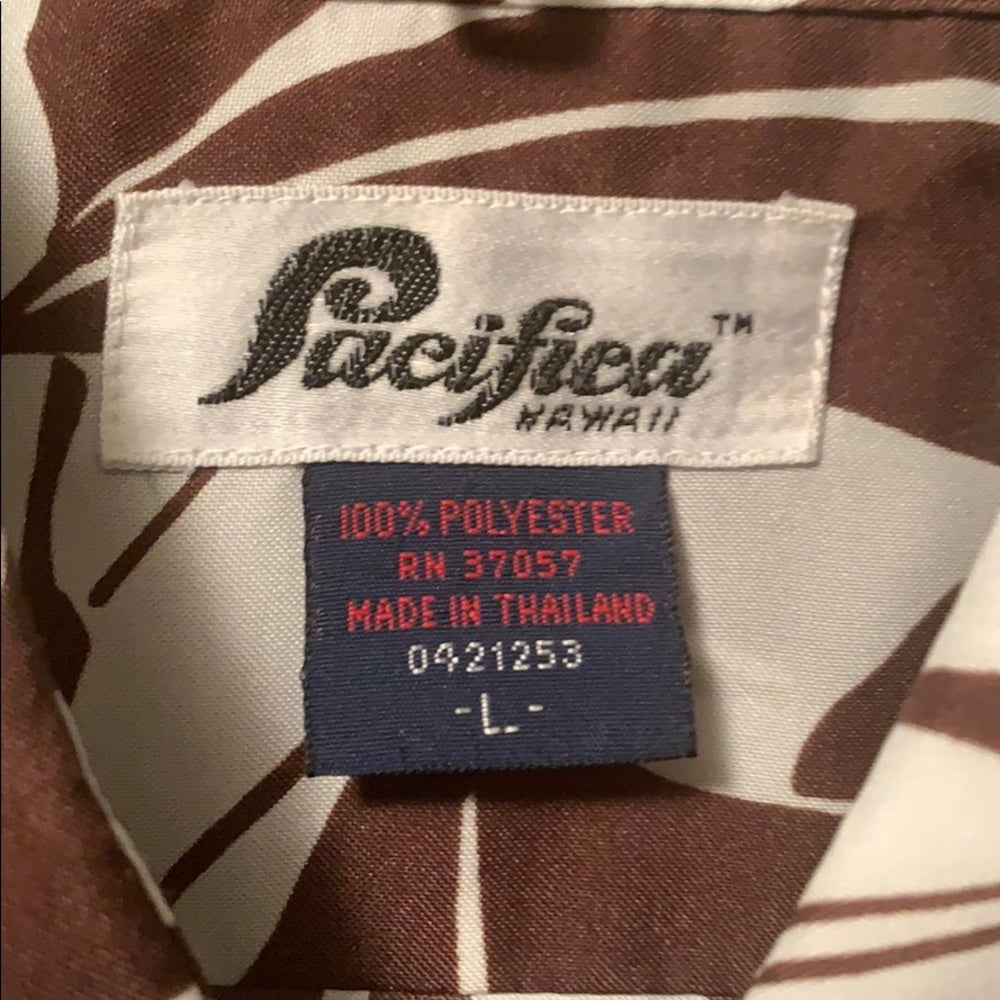 Pacifica™
HAWAII
100% POLYESTER
RN 37057
MADE IN THAILAND
0421253
-L-